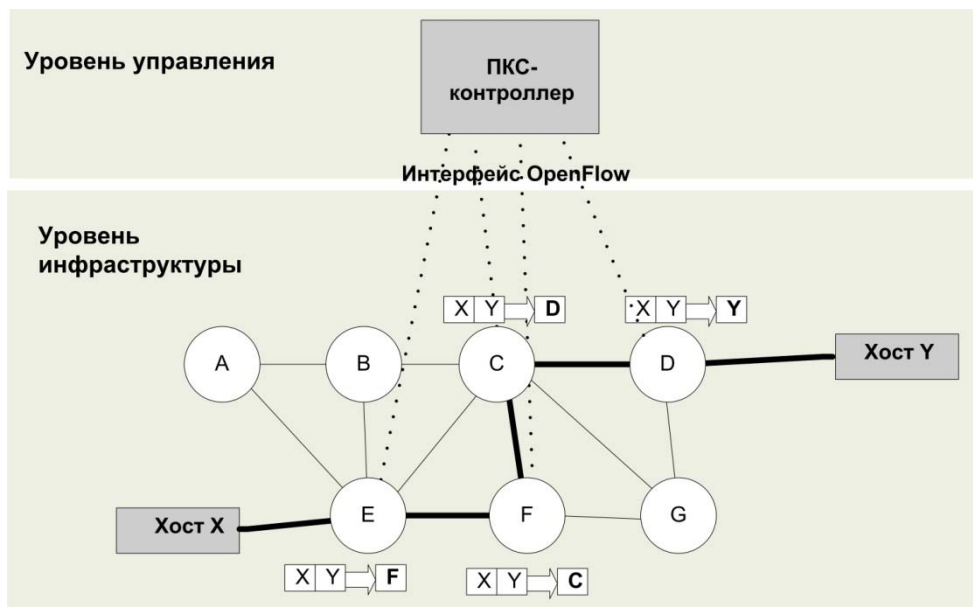 Уровень управления
ПКС-
контроллер
Интерфейс OpenFlow
Уровень
инфраструктуры
X Y D
X Y Y
A
B
C
D
Хост Y
Хост X
E
F
G
X Y F
X Y C